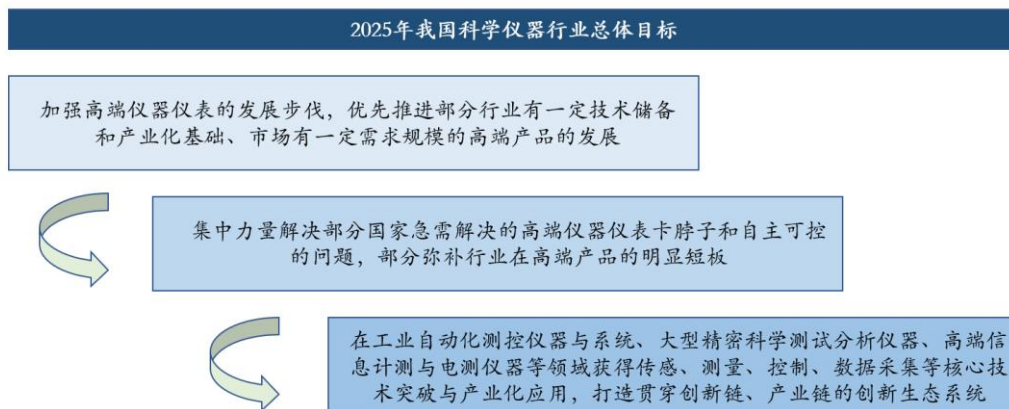 2025年我国科学仪器行业总体目标
加强高端仪器仪表的发展步伐，优先推进部分行业有一定技术储备
和产业化基础、市场有一定需求规模的高端产品的发展
集中力量解决部分国家急需解决的高端仪器仪表卡脖子和自主可控
的问题，部分弥补行业在高端产品的明显短板
在工业自动化测控仪器与系统、大型精密科学测试分析仪器、高端信
息计测与电测仪器等领域获得传感、测量、控制、数据采集等核心技
术突破与产业化应用，打造贯穿创新链、产业链的创新生态系统